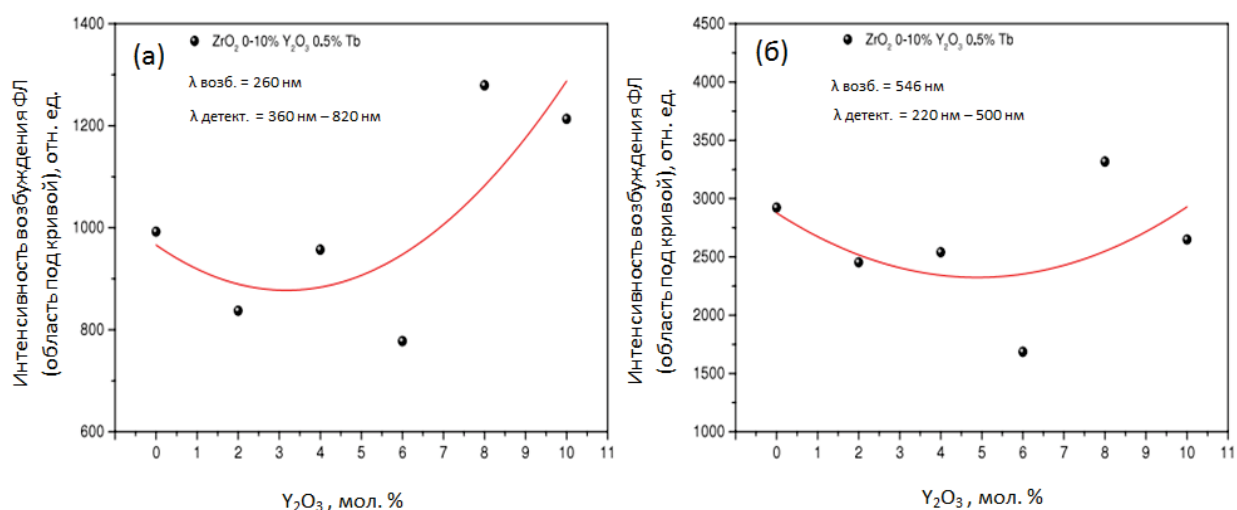 (а)
ZrO₂ 0-10% Y₂O₃ 0.5% Tb
λ возб. = 260 нм
λ детект. = 360 нм – 820 нм
Интенсивность возбуждения ФЛ
(область под кривой), отн. ед.
1400
1200
1000
800
600
0 1 2 3 4 5 6 7 8 9 10 11
Y₂O₃ , мол. %
(б)
ZrO₂ 0-10% Y₂O₃ 0.5% Tb
λ возб. = 546 нм
λ детект. = 220 нм – 500 нм
Интенсивность возбуждения ФЛ
(область под кривой), отн. ед.
4500
4000
3500
3000
2500
2000
1500
1000
0 1 2 3 4 5 6 7 8 9 10 11
Y₂O₃ , мол. %